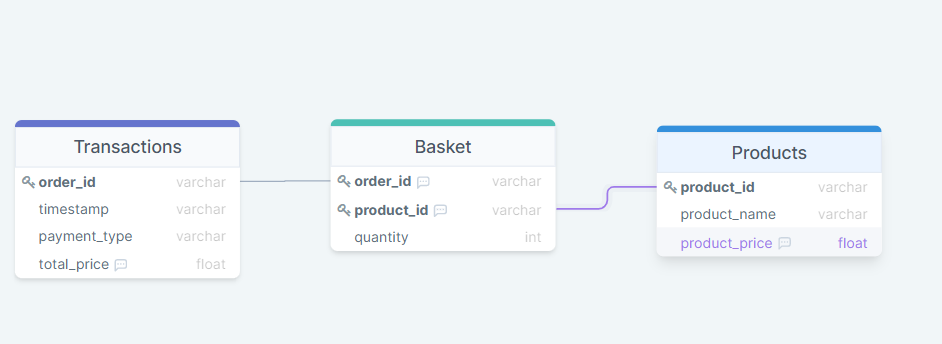 Transactions
order_id varchar
timestamp varchar
payment_type varchar
total_price float
Basket
order_id varchar
product_id varchar
quantity int
Products
product_id varchar
product_name varchar
product_price float